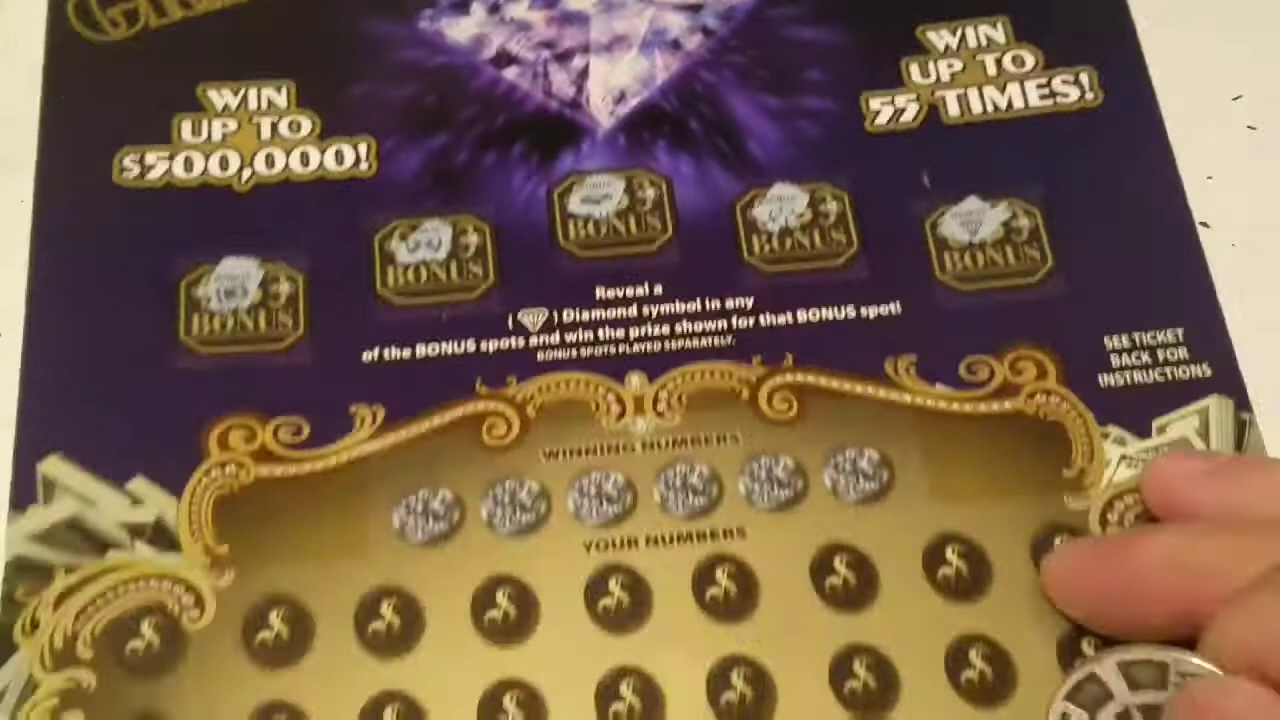 WIN
UP TO
$500,000!
WIN
UP TO
55 TIMES!
BONUS
BONUS
BONUS
BONUS
BONUS
Reveal a
( ) Diamond symbol in any
of the BONUS spots and win the prize shown for that BONUS spot!
BONUS SPOTS PLAYED SEPARATELY.
SEE TICKET
BACK FOR
INSTRUCTIONS
WINNING NUMBERS
YOUR NUMBERS